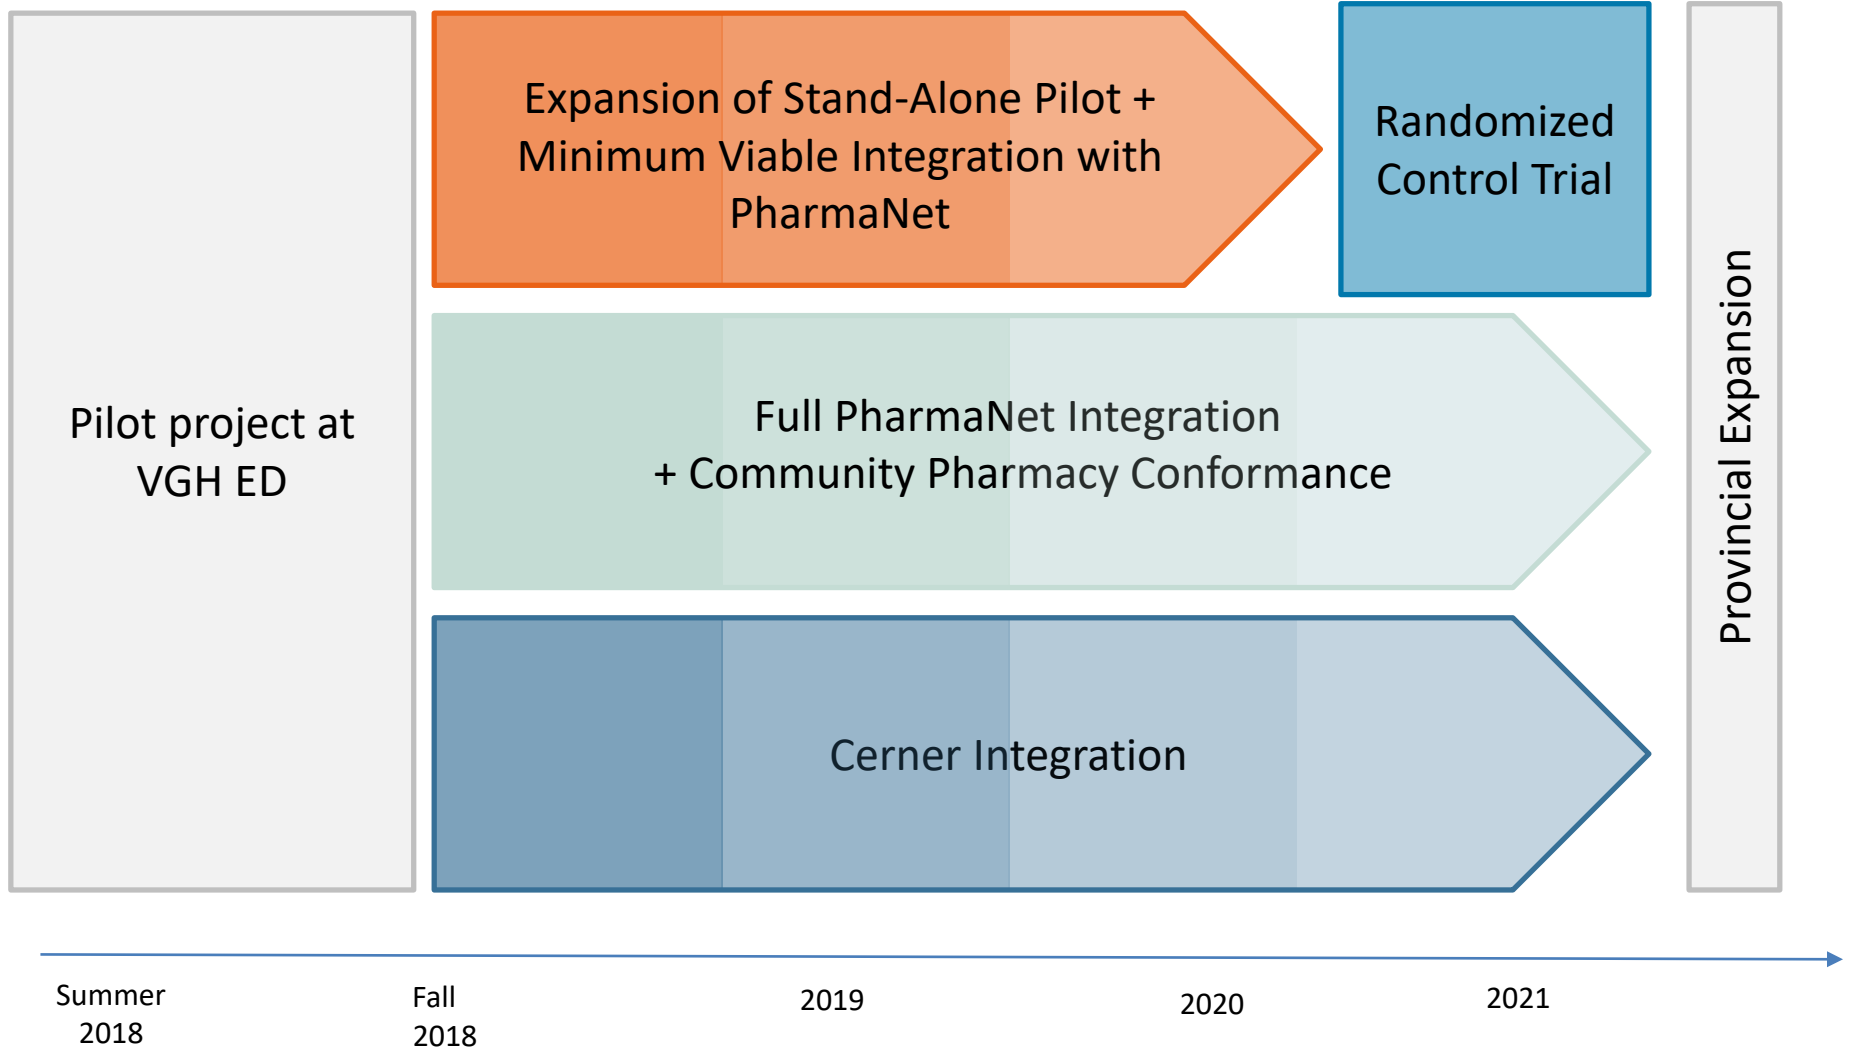 Pilot project at
VGH ED
Expansion of Stand-Alone Pilot +
Minimum Viable Integration with
PharmaNet
Randomized
Control Trial
Full PharmaNet Integration
+ Community Pharmacy Conformance
Cerner Integration
Provincial Expansion
Summer
2018
Fall
2018
2019
2020
2021